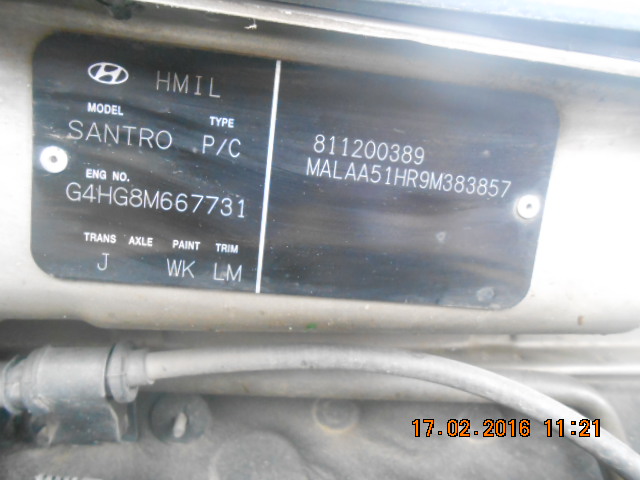 HMIL
MODEL TYPE
SANTRO P/C
ENG NO.
G4HG8M667731
TRANS AXLE PAINT TRIM
J WK LM
811200389
MALAA51HR9M383857
17.02.2016 11:21